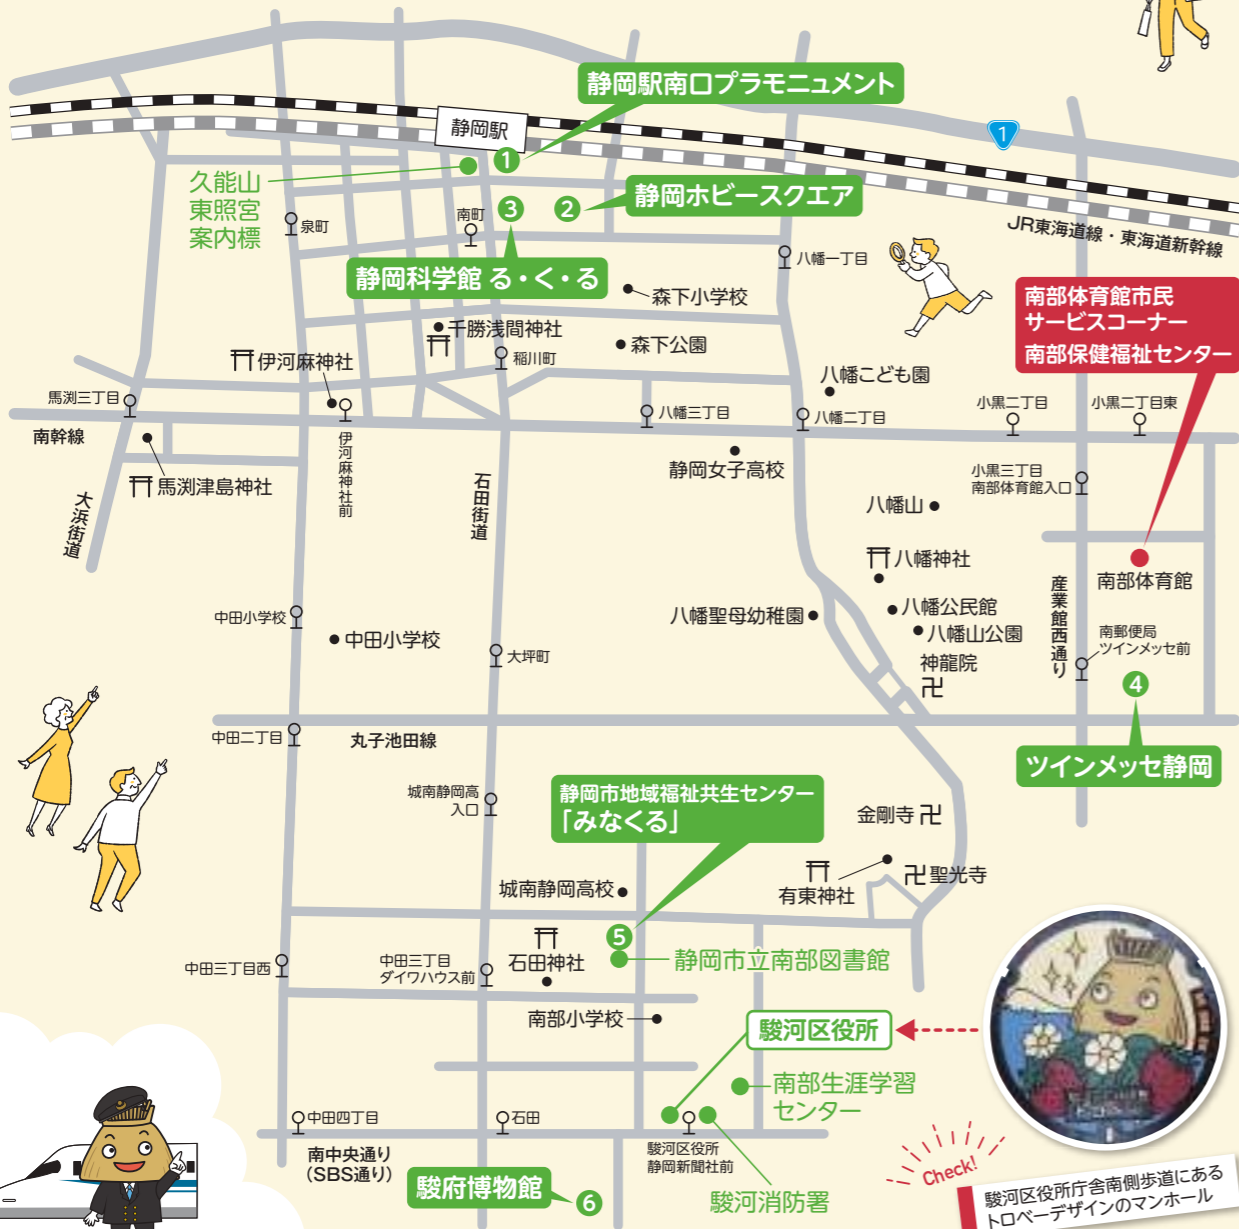 静岡駅南口プラモニュメント
静岡駅
1
1
久能山
東照宮
案内標
泉町
南町
3
2
静岡ホビースクエア
JR東海道線・東海道新幹線
八幡一丁目
静岡科学館 る・く・る
森下小学校
南部体育館市民
サービスコーナー
南部保健福祉センター
千勝浅間神社
森下公園
稲川町
伊河麻神社
八幡こども園
馬渕三丁目
八幡三丁目
八幡二丁目
小黒二丁目
小黒二丁目東
南幹線
伊河麻神社前
静岡女子高校
小黒三丁目
南部体育館入口
馬渕津島神社
石田街道
大浜街道
八幡山
八幡神社
南部体育館
産業館西通り
中田小学校
中田小学校
八幡聖母幼稚園
八幡公民館
八幡山公園
南郵便局
ツインメッセ前
大坪町
神龍院
卍
4
中田二丁目
丸子池田線
ツインメッセ静岡
城南静岡高
入口
静岡市地域福祉共生センター
「みなくる」
金剛寺 卍
有東神社
卍 聖光寺
城南静岡高校
5
中田三丁目西
中田三丁目
ダイワハウス前
石田神社
静岡市立南部図書館
南部小学校
駿河区役所
南部生涯学習
センター
中田四丁目
石田
南中央通り
(SBS通り)
駿河区役所
静岡新聞社前
駿河消防署
駿府博物館
6
Check!
駿河区役所庁舎南側歩道にある
トロベーデザインのマンホール